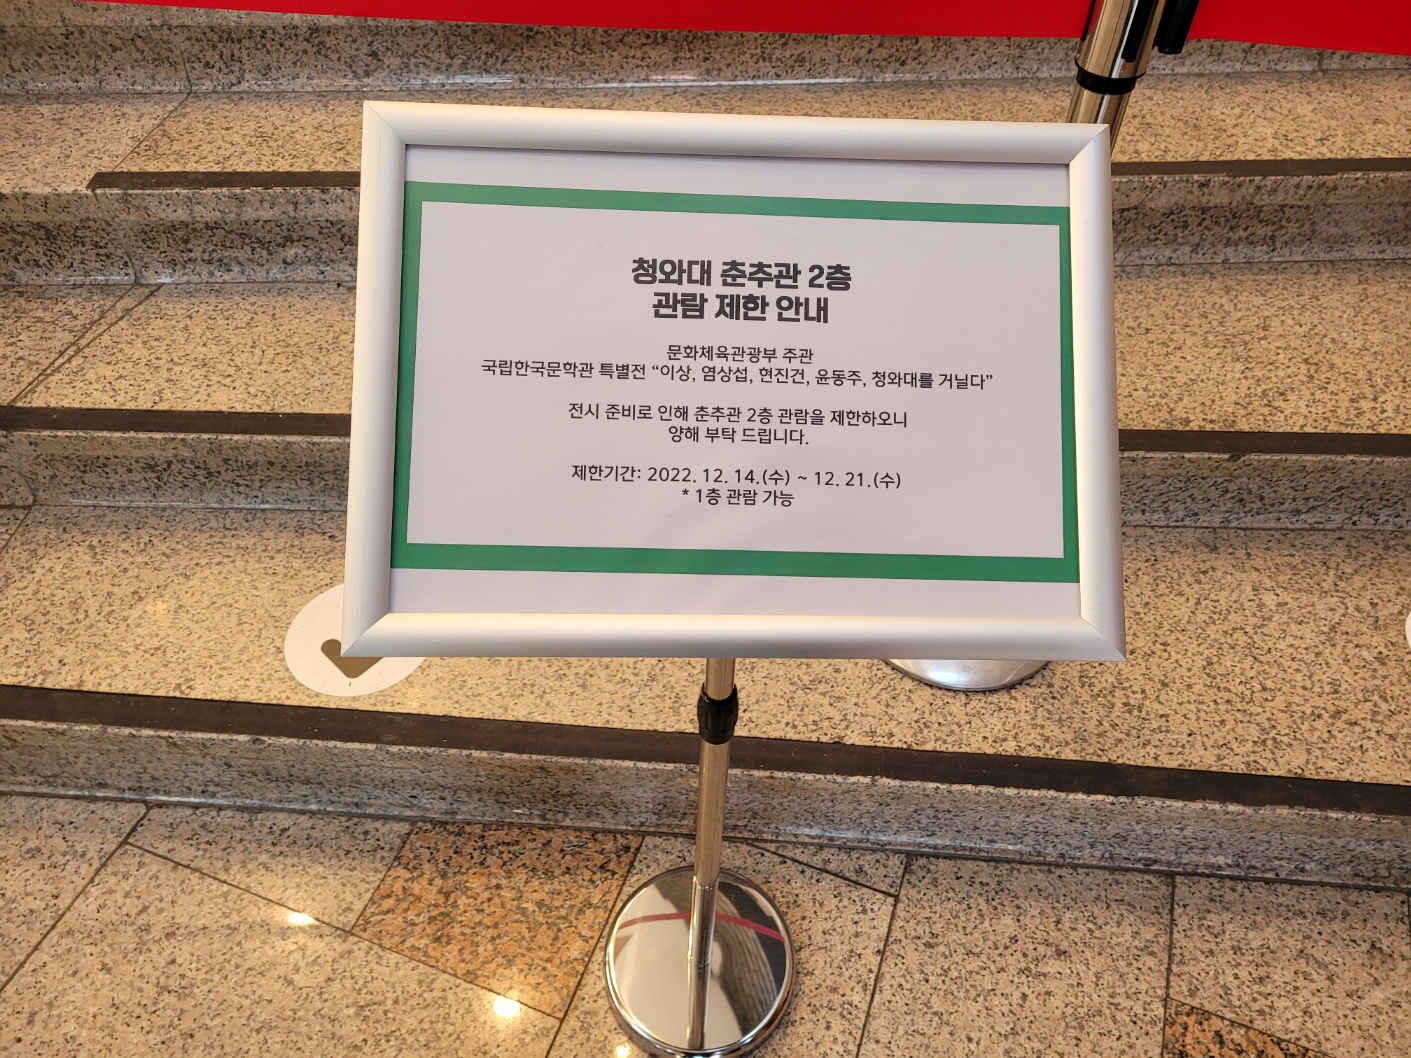 청와대 춘추관 2층
관람 제한 안내
문화체육관광부 주관
국립한국문학관 특별전 “이상, 염상섭, 현진건, 윤동주, 청와대를 거닐다”
전시 준비로 인해 춘추관 2층 관람을 제한하오니
양해 부탁 드립니다.
제한기간: 2022. 12. 14.(수) ~ 12. 21.(수)
* 1층 관람 가능